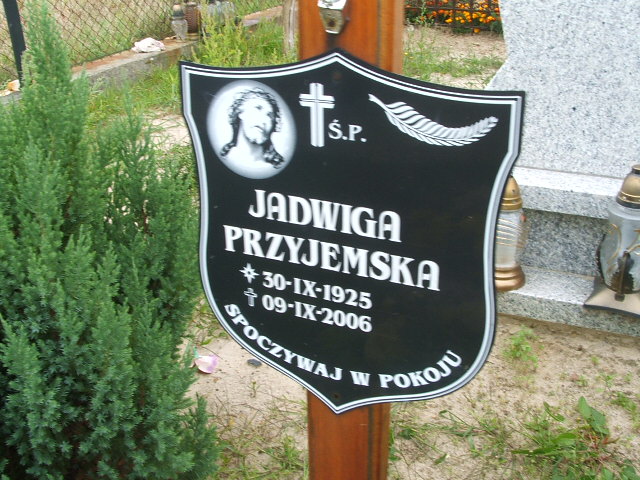 Ś.P.
JADWIGA
PRZYJEMSKA
30-IX-1925
09-IX-2006
SPOCZYWAJ W POKOJU